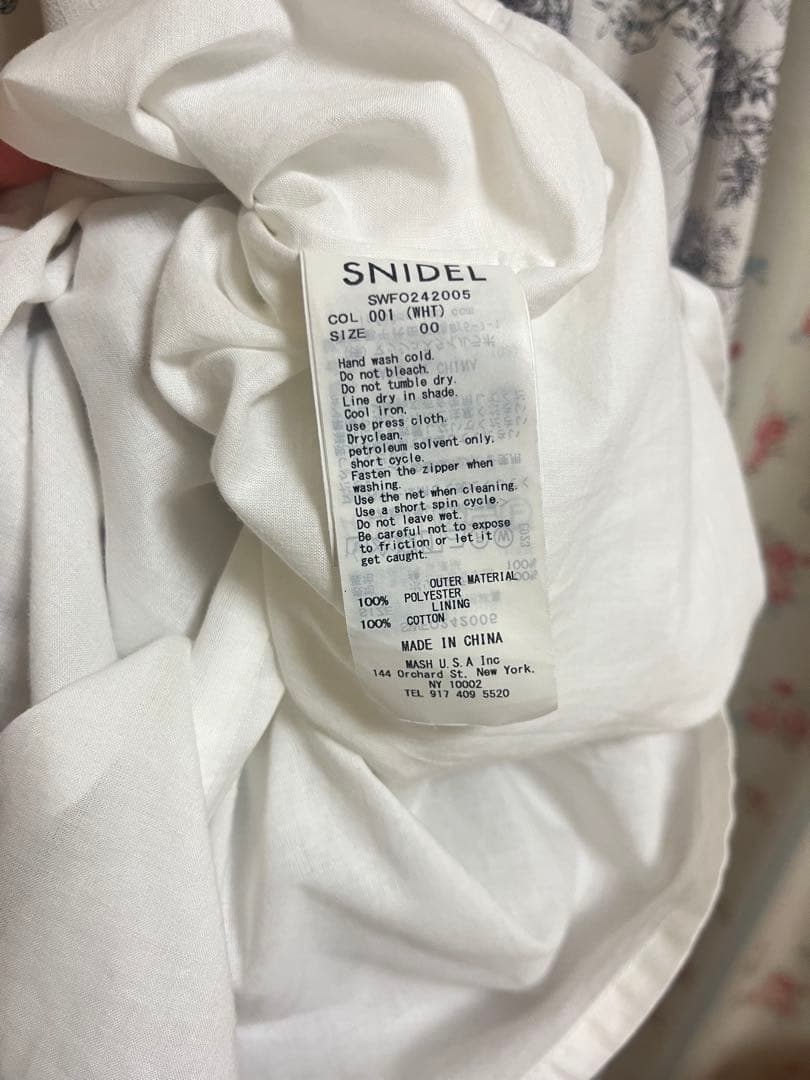 SNIDEL
SWFO242005
COL 001 (WHT)
SIZE 00
Hand wash cold.
Do not bleach.
Do not tumble dry.
Line dry in shade.
Cool iron.
use press cloth.
Dryclean.
petroleum solvent only.
short cycle.
Fasten the zipper when
washing.
Use the net when cleaning.
Use a short spin cycle.
Do not leave wet.
Be careful not to expose
to friction or let it
get caught.
OUTER MATERIAL
100% POLYESTER
LINING
100% COTTON
MADE IN CHINA
MASH U.S.A Inc
144 Orchard St. New York.
NY 10002
TEL 917 409 5520